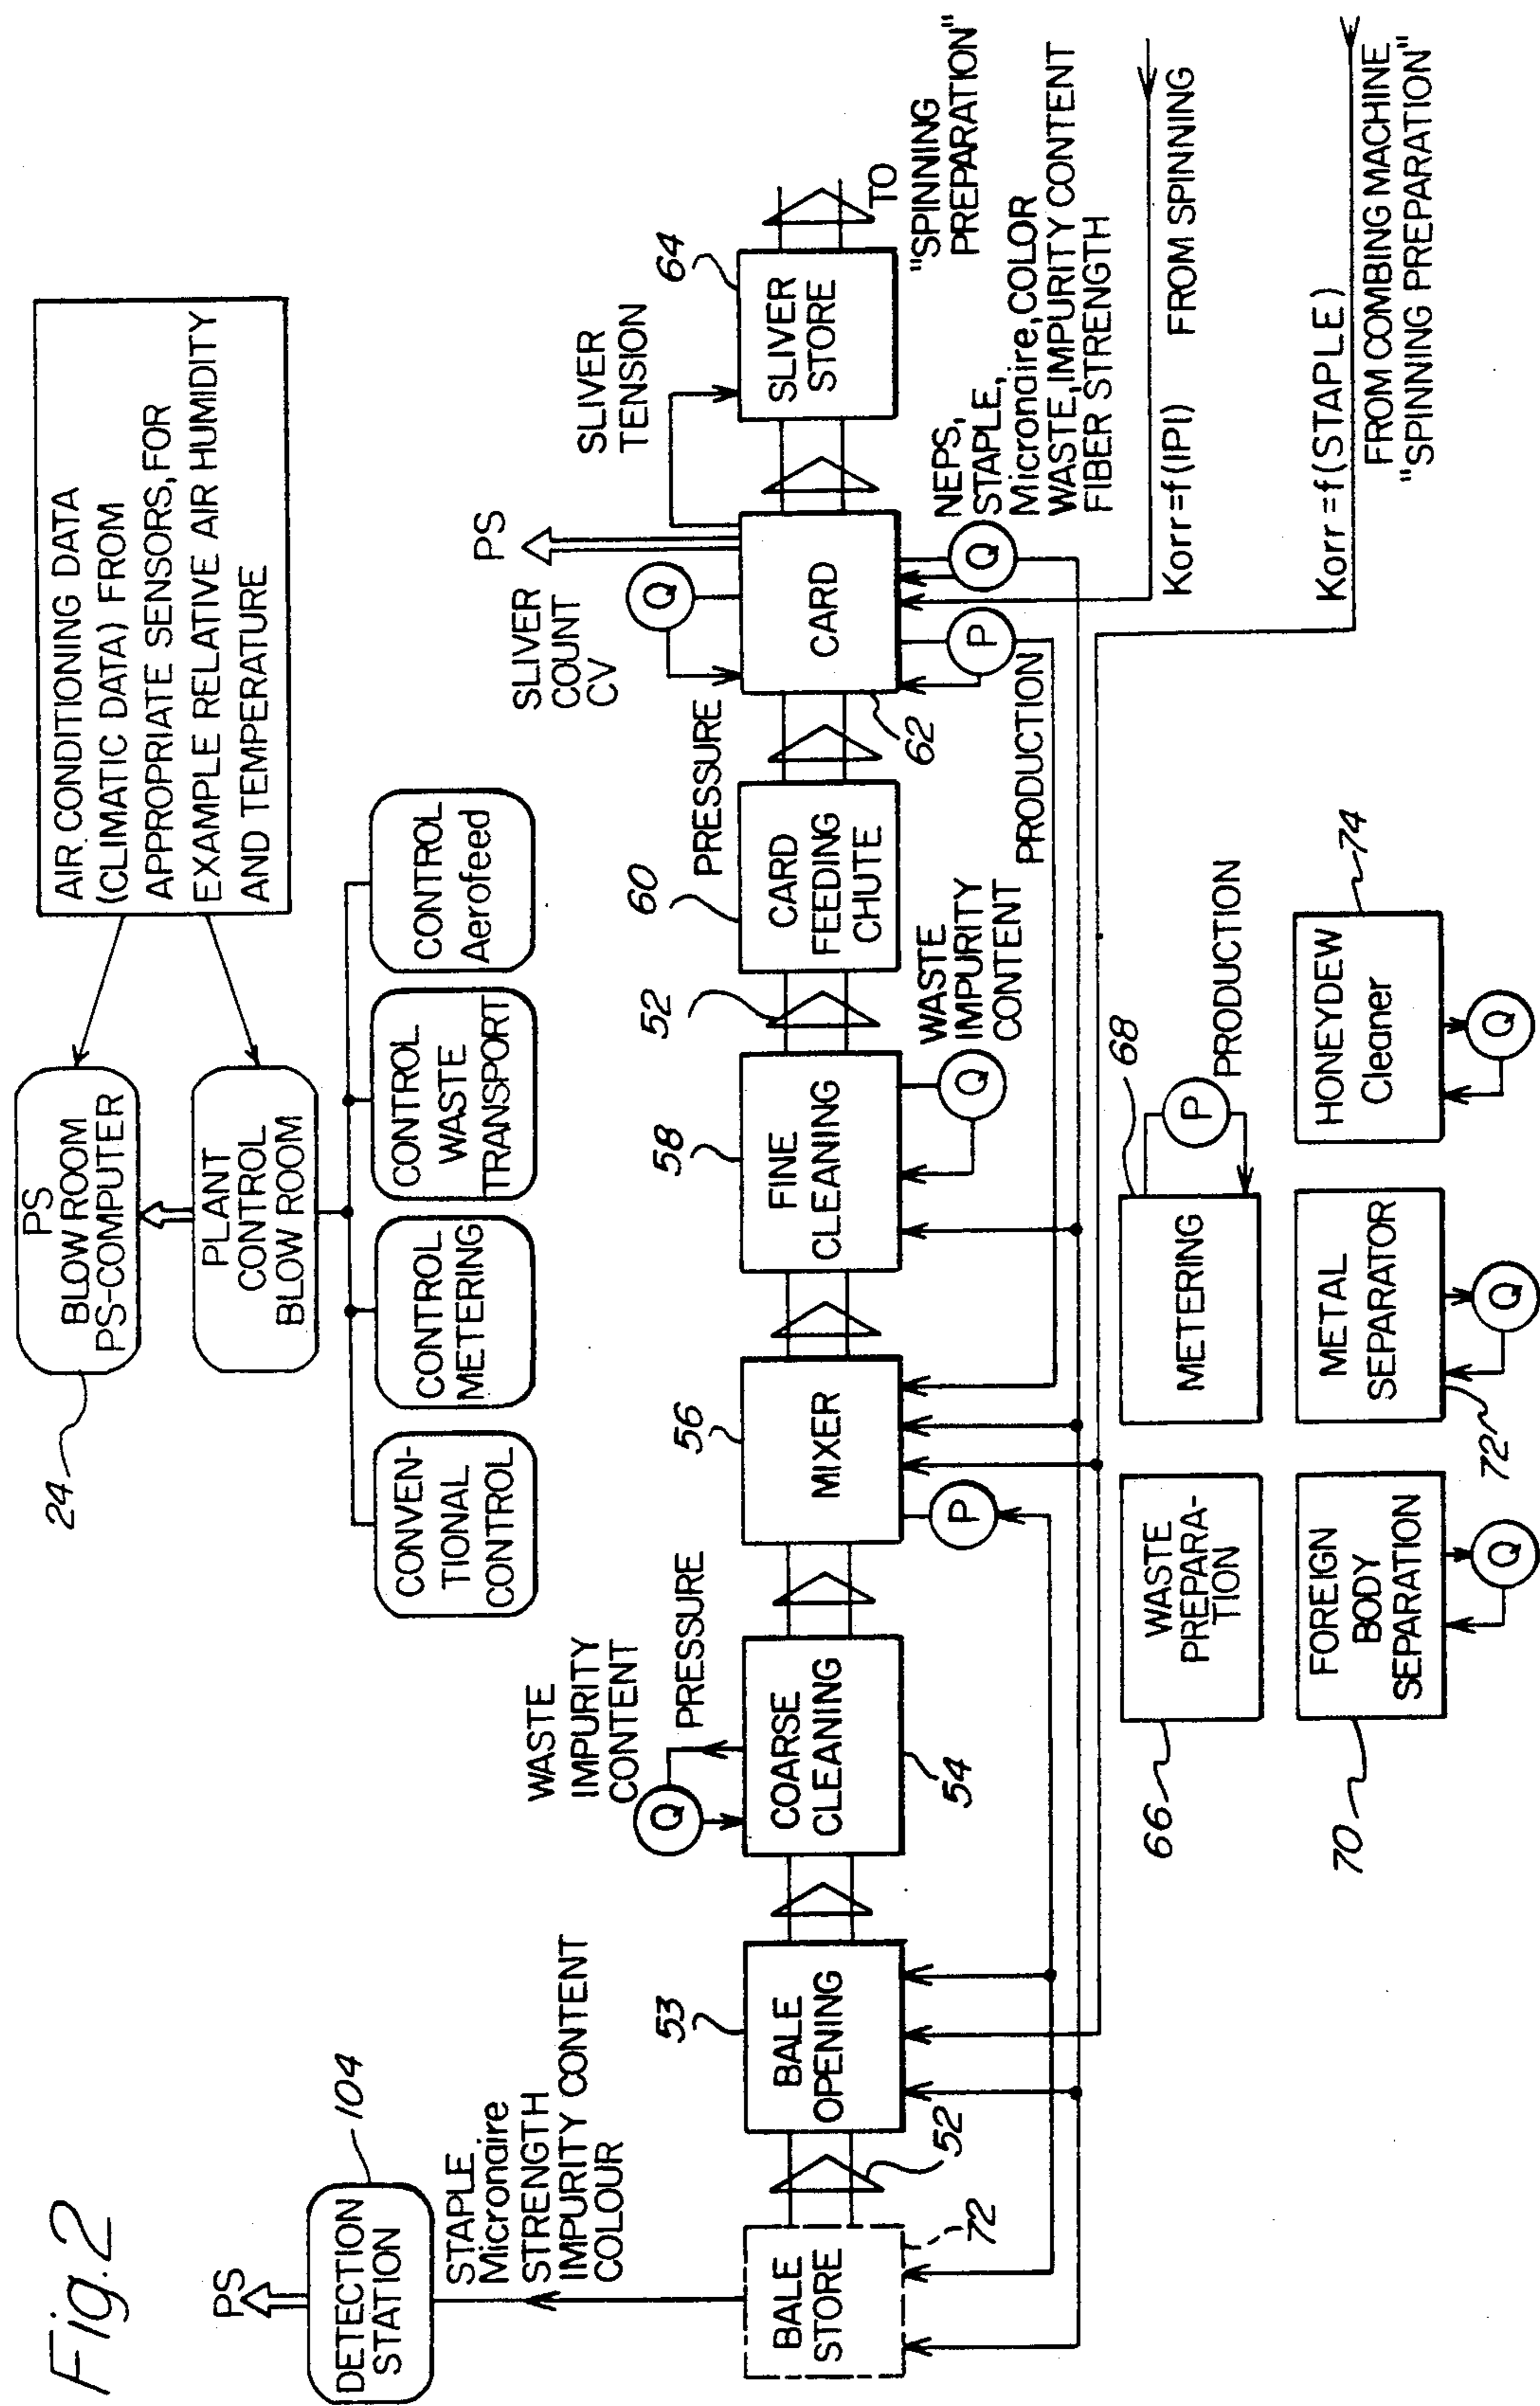 Fig.2
PS
DETECTION
STATION
104
STAPLE
Micronaire
STRENGTH
IMPURITY CONTENT
COLOUR
PS
BLOW ROOM
PS-COMPUTER
24
PLANT
CONTROL
BLOW ROOM
AIR CONDITIONING DATA
(CLIMATIC DATA) FROM
APPROPRIATE SENSORS, FOR
EXAMPLE RELATIVE AIR HUMIDITY
AND TEMPERATURE
CONVEN-
TIONAL
CONTROL
CONTROL
METERING
CONTROL
WASTE
TRANSPORT
CONTROL
Aerofeed
BALE
STORE
72
52
BALE
OPENING
53
WASTE
IMPURITY
CONTENT
Q
PRESSURE
COARSE
CLEANING
54
MIXER
56
P
FINE
CLEANING
58
Q
WASTE
IMPURITY
CONTENT
52
CARD
FEEDING
CHUTE
60
PRESSURE
SLIVER
COUNT
CV
Q
PS
CARD
62
P
PRODUCTION
Q
NEPS,
STAPLE,
Micronaire, COLOR
WASTE, IMPURITY CONTENT
FIBER STRENGTH
SLIVER
TENSION
SLIVER
STORE
64
TO
"SPINNING
PREPARATION"
Korr=f(IPI) FROM SPINNING
Korr=f(STAPLE)
FROM COMBING MACHINE
"SPINNING PREPARATION"
WASTE
PREPARA-
TION
66
METERING
68
P
PRODUCTION
FOREIGN
BODY
SEPARATION
70
Q
METAL
SEPARATOR
72
Q
HONEYDEW
Cleaner
74
Q